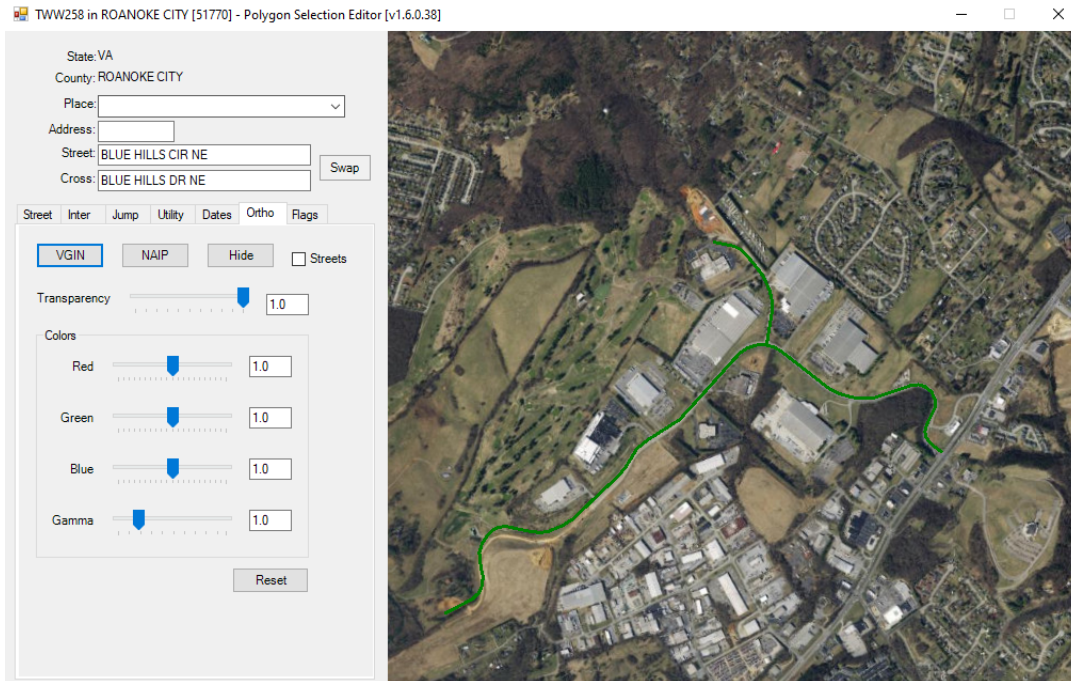 TWW258 in ROANOKE CITY [51770] - Polygon Selection Editor [v1.6.0.38]
State: VA
County: ROANOKE CITY
Place:
Address:
Street: BLUE HILLS CIR NE
Swap
Cross: BLUE HILLS DR NE
Street Inter Jump Utility Dates Ortho Flags
VGIN NAIP Hide Streets
Transparency 1.0
Colors
Red 1.0
Green 1.0
Blue 1.0
Gamma 1.0
Reset